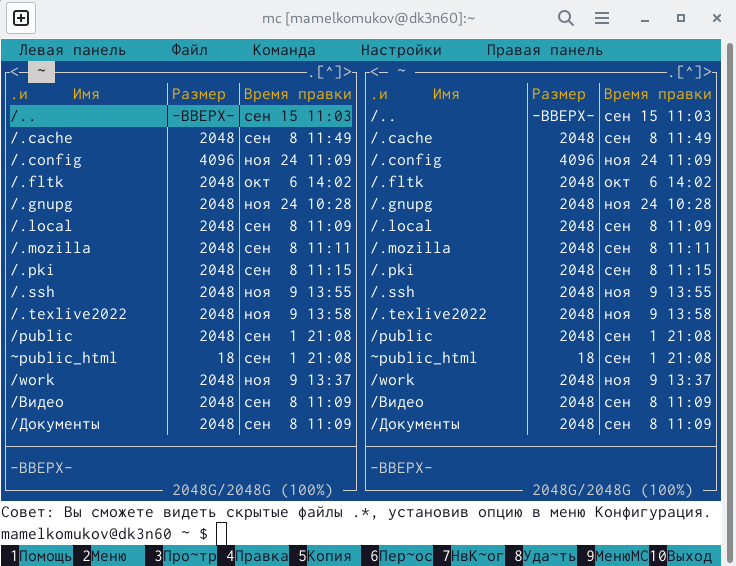 mc [mamelkomukov@dk3n60]:~
Левая панель Файл Команда Настройки Правая панель
<— ~ .[^]> <— ~ .[^]>
.и Имя Размер Время правки .и Имя Размер Время правки
/.. -ВВЕРХ- сен 15 11:03 /.. -ВВЕРХ- сен 15 11:03
/.cache 2048 сен 8 11:49 /.cache 2048 сен 8 11:49
/.config 4096 ноя 24 11:09 /.config 4096 ноя 24 11:09
/.fltk 2048 окт 6 14:02 /.fltk 2048 окт 6 14:02
/.gnupg 2048 ноя 24 10:28 /.gnupg 2048 ноя 24 10:28
/.local 2048 сен 8 11:09 /.local 2048 сен 8 11:09
/.mozilla 2048 сен 8 11:11 /.mozilla 2048 сен 8 11:11
/.pki 2048 сен 8 11:15 /.pki 2048 сен 8 11:15
/.ssh 2048 ноя 9 13:55 /.ssh 2048 ноя 9 13:55
/.texlive2022 2048 ноя 9 13:58 /.texlive2022 2048 ноя 9 13:58
/public 2048 сен 1 21:08 /public 2048 сен 1 21:08
~public_html 18 сен 1 21:08 ~public_html 18 сен 1 21:08
/work 2048 ноя 9 13:37 /work 2048 ноя 9 13:37
/Видео 2048 сен 8 11:09 /Видео 2048 сен 8 11:09
/Документы 2048 сен 8 11:09 /Документы 2048 сен 8 11:09
-ВВЕРХ- -ВВЕРХ-
2048G/2048G (100%) 2048G/2048G (100%)
Совет: Вы сможете видеть скрытые файлы .*, установив опцию в меню Конфигурация.
mamelkomukov@dk3n60 ~ $
1Помощь 2Меню 3Про~тр 4Правка 5Копия 6Пер~ос 7НвК~ог 8Уда~ть 9МенюMC 10Выход